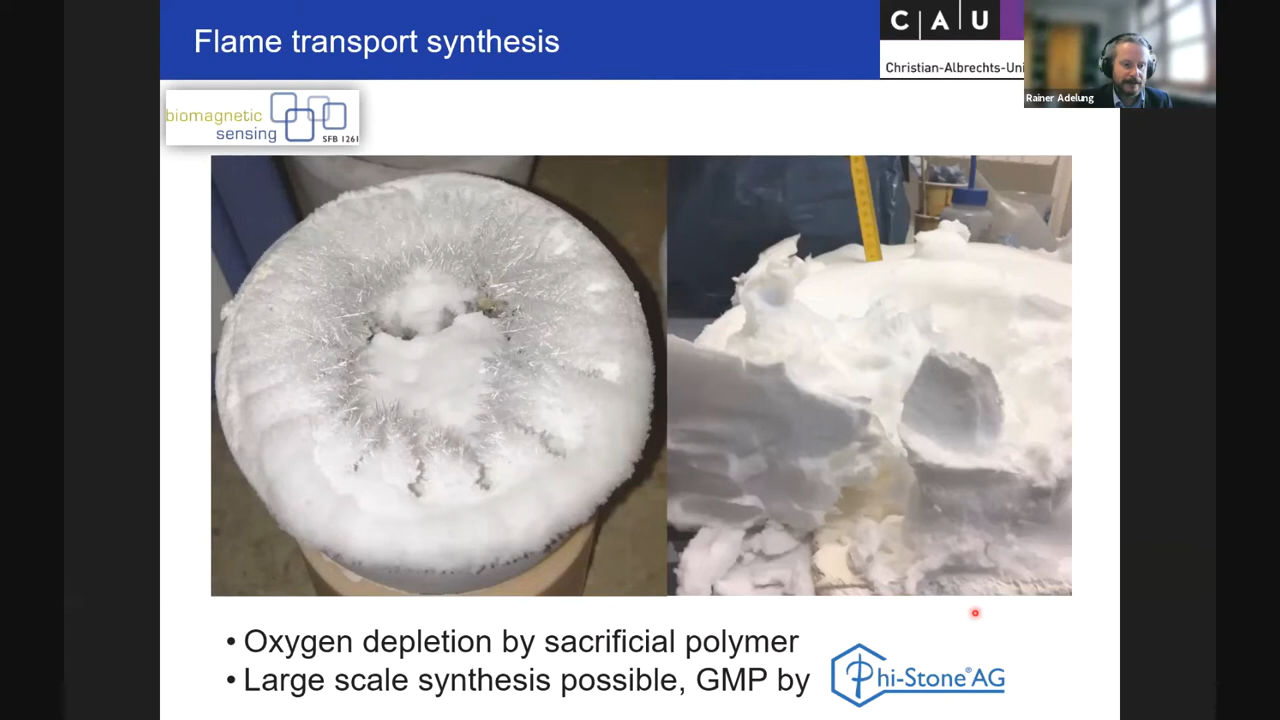 Flame transport synthesis
CAU
Christian-Albrechts-Uni
Rainer Adelung
biomagnetic
sensing
SFB 1261
• Oxygen depletion by sacrificial polymer
• Large scale synthesis possible, GMP by
Phi-Stone® AG